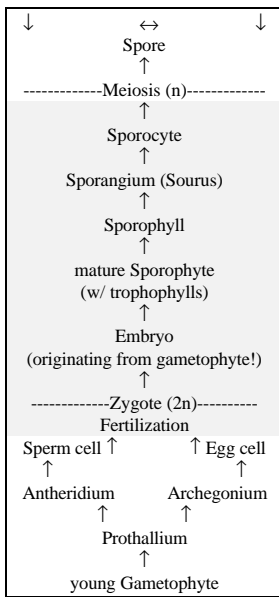 ↓ ↔ ↓
Spore
↑
-------------Meiosis (n)-------------
↑
Sporocyte
↑
Sporangium (Sourus)
↑
Sporophyll
↑
mature Sporophyte
(w/ trophophylls)
↑
Embryo
(originating from gametophyte!)
↑
-------------Zygote (2n)----------
Fertilization
Sperm cell ↑ ↑ Egg cell
↑ ↑
Antheridium Archegonium
↑ ↑
Prothallium
↑
young Gametophyte